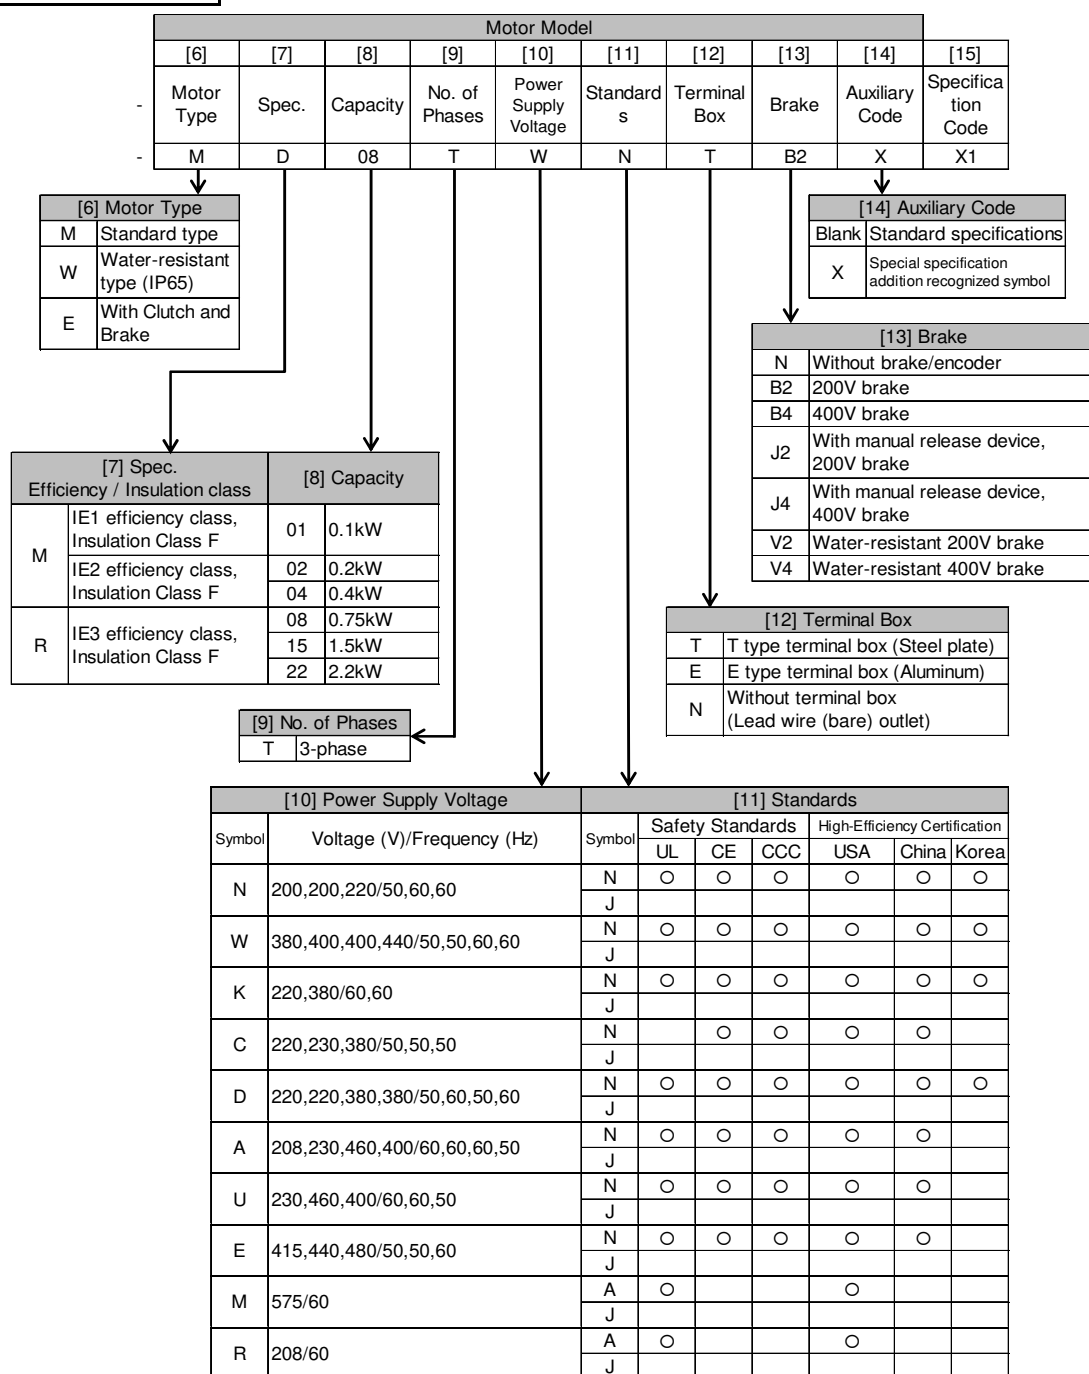 Motor Model
[6] [7] [8] [9] [10] [11] [12] [13] [14] [15]
- Motor Type Spec. Capacity No. of Phases Power Supply Voltage Standards Terminal Box Brake Auxiliary Code Specification Code
- M D 08 T W N T B2 X X1
[6] Motor Type
M Standard type
W Water-resistant
type (IP65)
E With Clutch and
Brake
[14] Auxiliary Code
Blank Standard specifications
X Special specification
addition recognized symbol
[13] Brake
N Without brake/encoder
B2 200V brake
B4 400V brake
J2 With manual release device,
200V brake
J4 With manual release device,
400V brake
V2 Water-resistant 200V brake
V4 Water-resistant 400V brake
[7] Spec.
Efficiency / Insulation class
[8] Capacity
M IE1 efficiency class,
Insulation Class F
01 0.1kW
IE2 efficiency class,
Insulation Class F
02 0.2kW
04 0.4kW
R IE3 efficiency class,
Insulation Class F
08 0.75kW
15 1.5kW
22 2.2kW
[12] Terminal Box
T T type terminal box (Steel plate)
E E type terminal box (Aluminum)
N Without terminal box
(Lead wire (bare) outlet)
[9] No. of Phases
T 3-phase
[10] Power Supply Voltage [11] Standards
Symbol Voltage (V)/Frequency (Hz) Symbol Safety Standards High-Efficiency Certification
UL CE CCC USA China Korea
N 200,200,220/50,60,60 N ○ ○ ○ ○ ○ ○
J
W 380,400,400,440/50,50,60,60 N ○ ○ ○ ○ ○ ○
J
K 220,380/60,60 N ○ ○ ○ ○ ○ ○
J
C 220,230,380/50,50,50 N ○ ○ ○ ○
J
D 220,220,380,380/50,60,50,60 N ○ ○ ○ ○ ○ ○
J
A 208,230,460,400/60,60,60,50 N ○ ○ ○ ○ ○
J
U 230,460,400/60,60,50 N ○ ○ ○ ○ ○
J
E 415,440,480/50,50,60 N ○ ○ ○ ○ ○
J
M 575/60 A ○ ○
J
R 208/60 A ○ ○
J